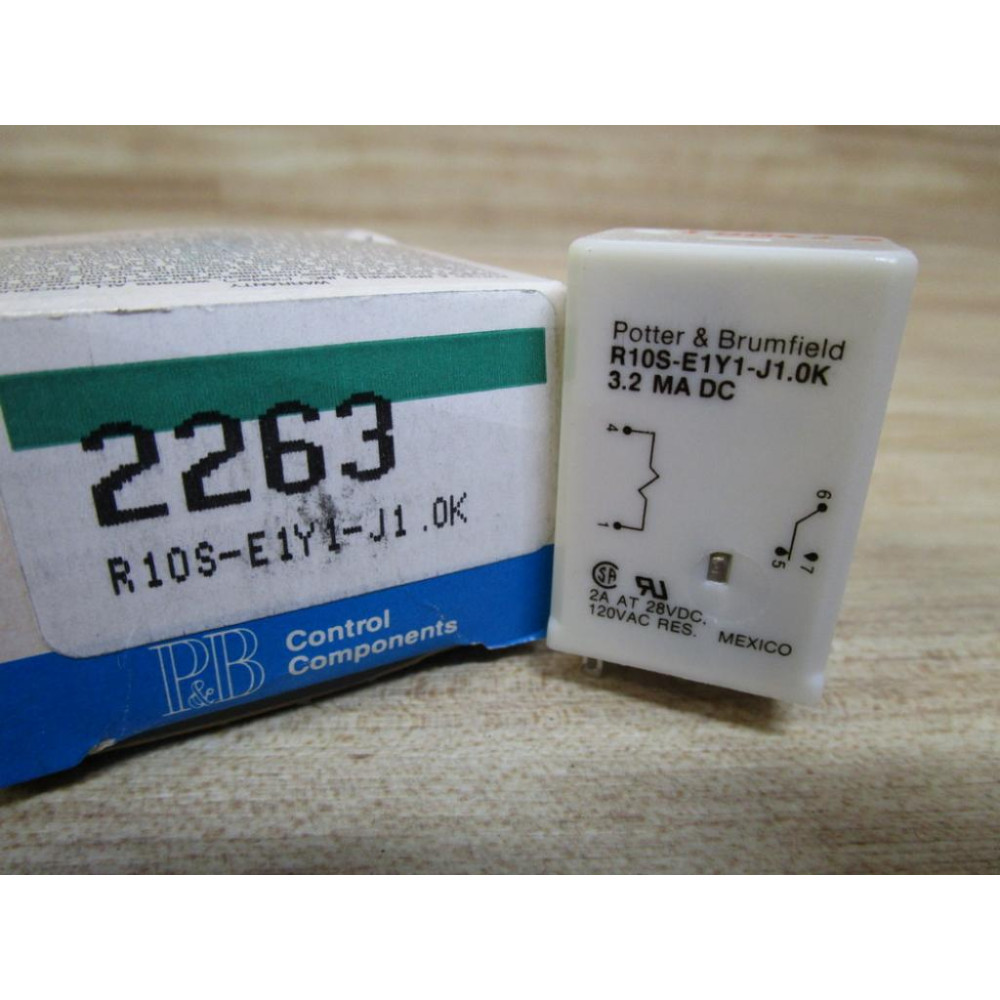 WARRANTY
2263
R10S-E1Y1-J1.0K
P&B
Control
Components
Potter & Brumfield
R10S-E1Y1-J1.0K
3.2 MA DC
4
1
6
5
7
2A AT 28VDC.
120VAC RES. MEXICO